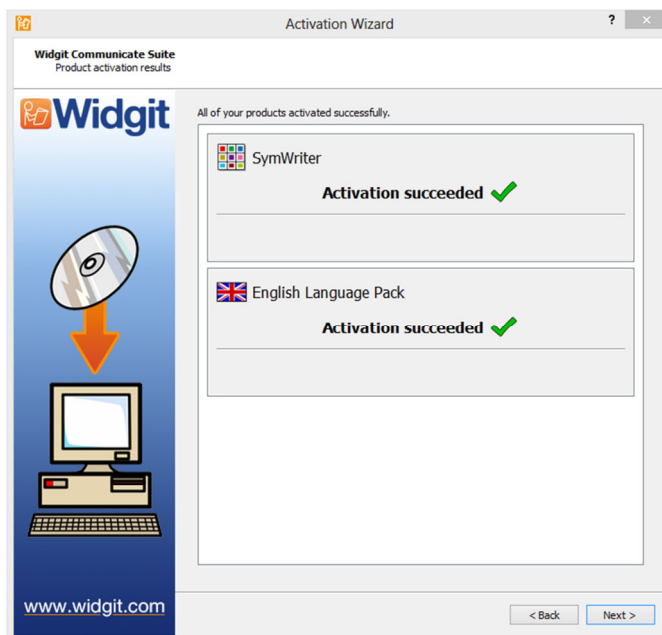 Activation Wizard
?
Widgit Communicate Suite
Product activation results
Widgit
All of your products activated successfully.
SymWriter
Activation succeeded
English Language Pack
Activation succeeded
www.widgit.com
< Back
Next >